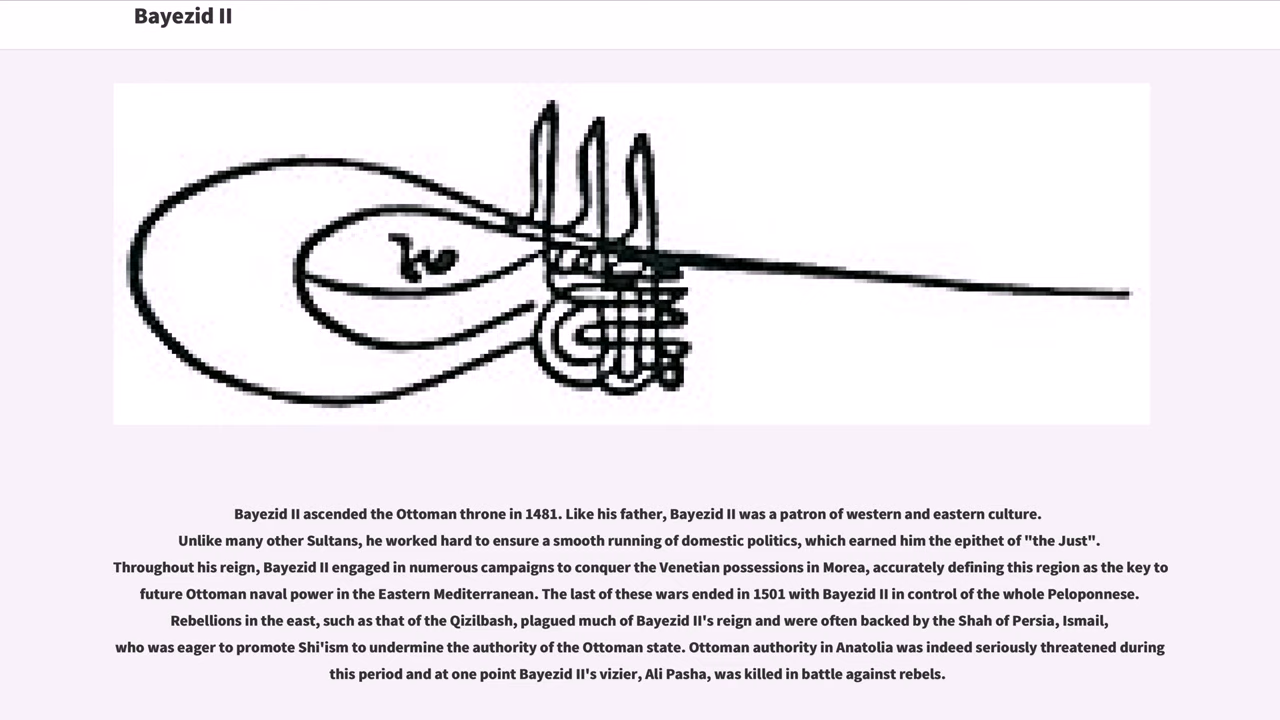 Bayezid II
Bayezid II ascended the Ottoman throne in 1481. Like his father, Bayezid II was a patron of western and eastern culture.
Unlike many other Sultans, he worked hard to ensure a smooth running of domestic politics, which earned him the epithet of "the Just".
Throughout his reign, Bayezid II engaged in numerous campaigns to conquer the Venetian possessions in Morea, accurately defining this region as the key to
future Ottoman naval power in the Eastern Mediterranean. The last of these wars ended in 1501 with Bayezid II in control of the whole Peloponnese.
Rebellions in the east, such as that of the Qizilbash, plagued much of Bayezid II's reign and were often backed by the Shah of Persia, Ismail,
who was eager to promote Shi'ism to undermine the authority of the Ottoman state. Ottoman authority in Anatolia was indeed seriously threatened during
this period and at one point Bayezid II's vizier, Ali Pasha, was killed in battle against rebels.